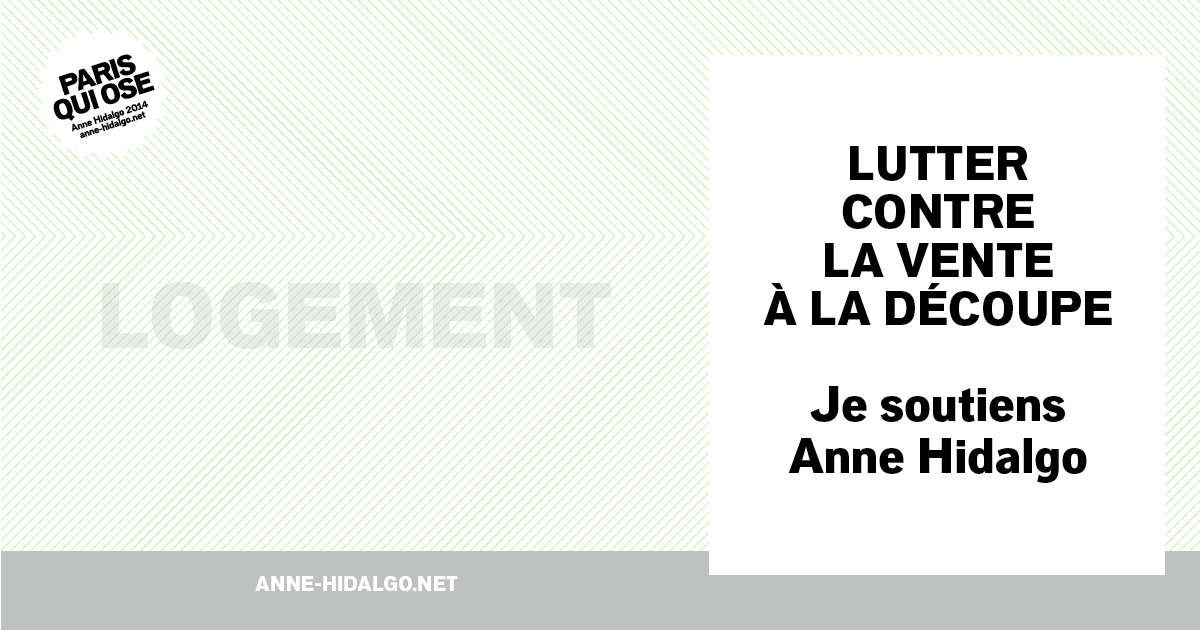 PARIS
QUI OSE
Anne Hidalgo 2014
anne-hidalgo.net
LOGEMENT
LUTTER
CONTRE
LA VENTE
À LA DÉCOUPE
Je soutiens
Anne Hidalgo
ANNE-HIDALGO.NET